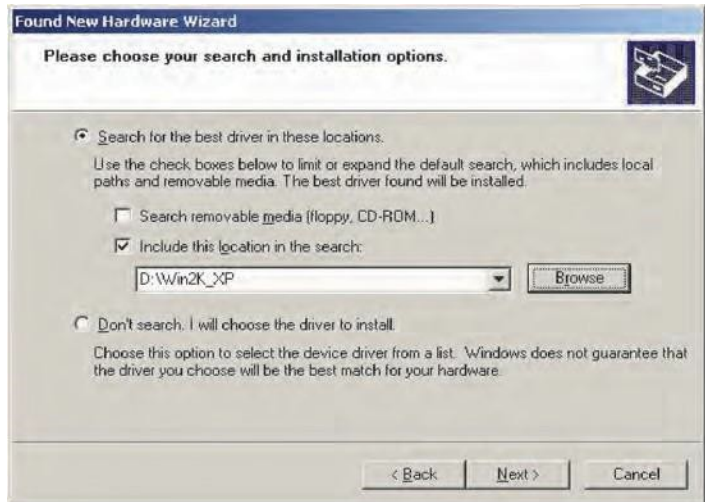 Found New Hardware Wizard
Please choose your search and installation options.
Search for the best driver in these locations.
Use the check boxes below to limit or expand the default search, which includes local
paths and removable media. The best driver found will be installed.
Search removable media (floppy, CD-ROM...)
Include this location in the search:
D:\Win2K_XP
Browse
Don't search. I will choose the driver to install.
Choose this option to select the device driver from a list. Windows does not guarantee that
the driver you choose will be the best match for your hardware.
< Back
Next >
Cancel